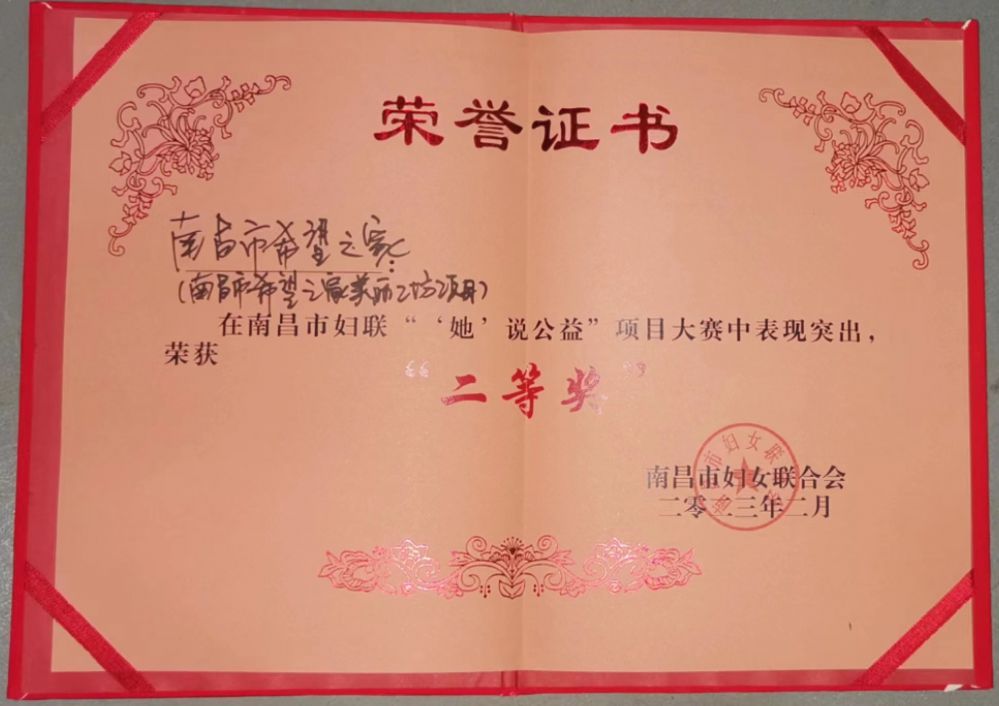 荣誉证书
南昌市希望之家:
(南昌市希望之家美丽工坊项目)
在南昌市妇联“‘她’说公益”项目大赛中表现突出，
荣获
“二等奖”
南昌市妇女联合会
二零二三年二月